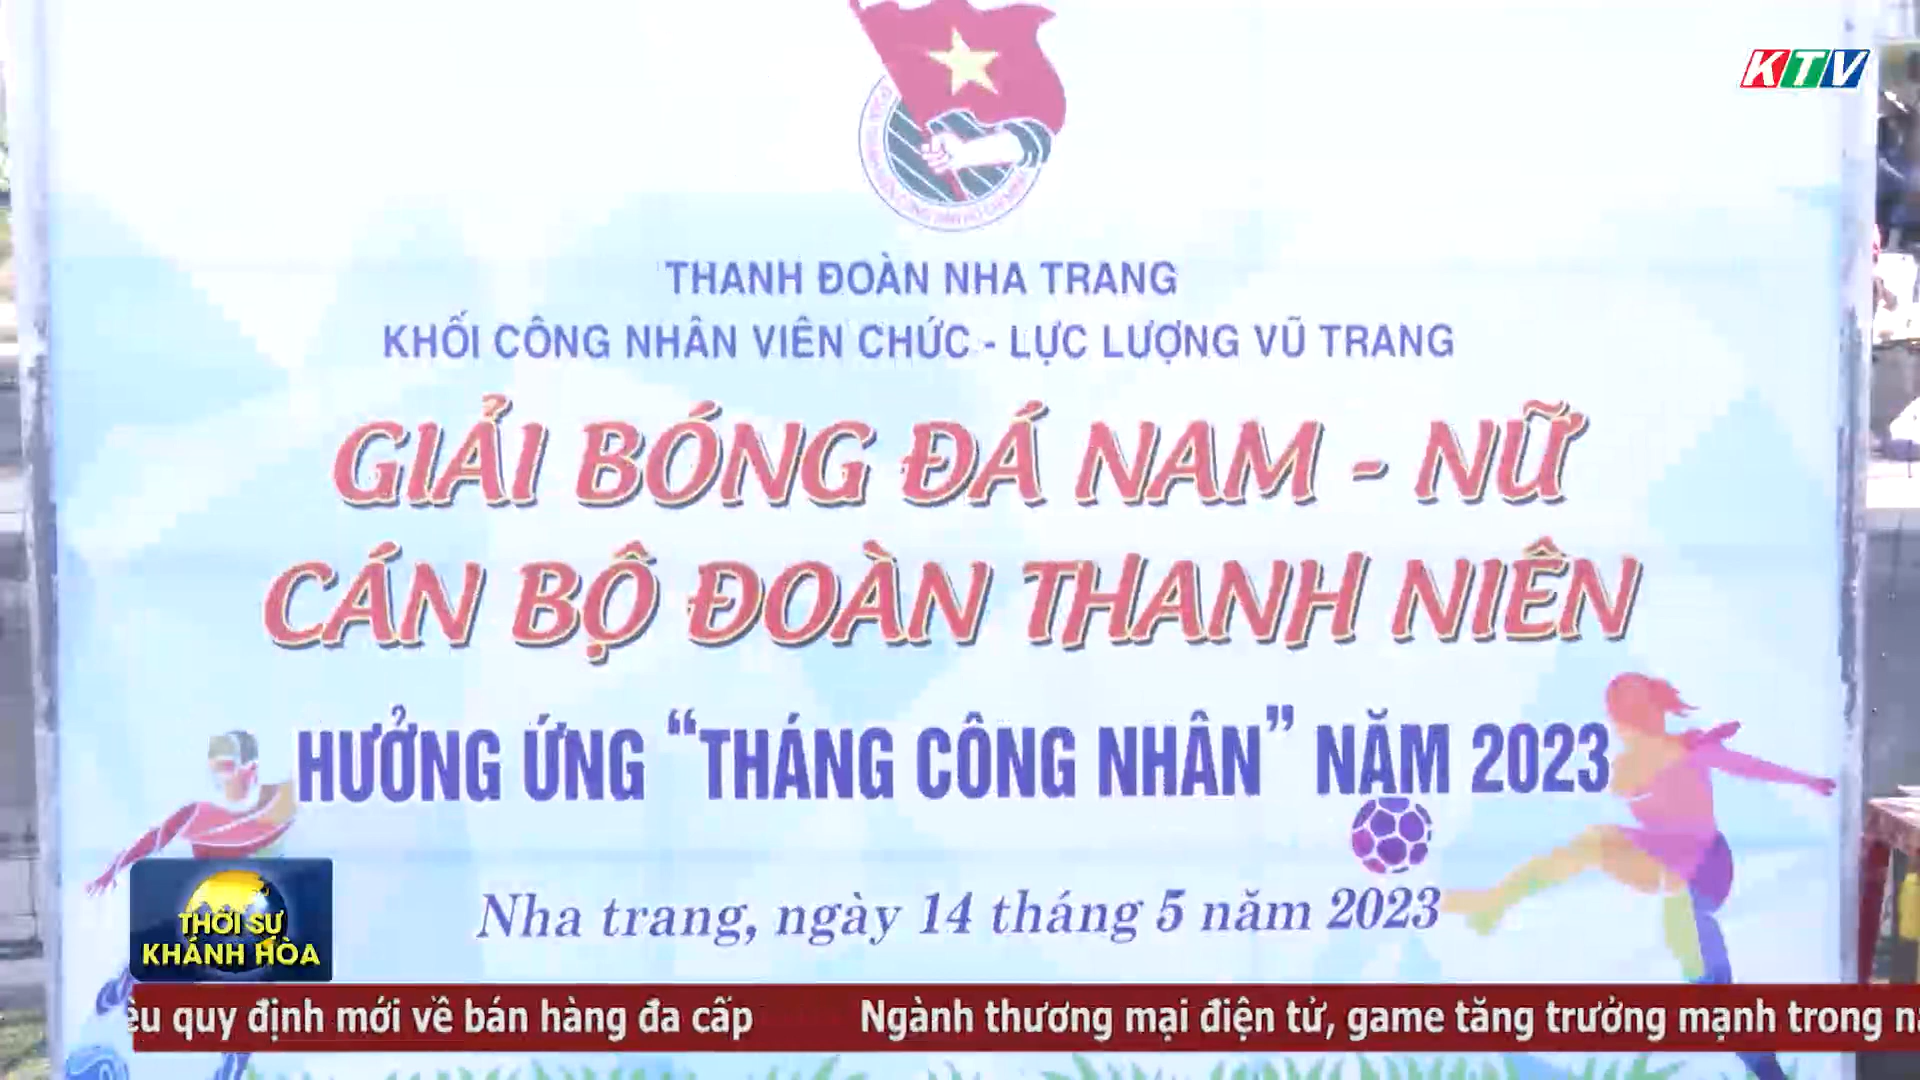 KTV
THANH ĐOÀN NHA TRANG
KHỐI CÔNG NHÂN VIÊN CHỨC - LỰC LƯỢNG VŨ TRANG
GIẢI BÓNG ĐÁ NAM - NỮ
CÁN BỘ ĐOÀN THANH NIÊN
HƯỞNG ỨNG “THÁNG CÔNG NHÂN” NĂM 2023
Nha trang, ngày 14 tháng 5 năm 2023
THỜI SỰ
KHÁNH HÒA
quy định mới về bán hàng đa cấp Ngành thương mại điện tử, game tăng trưởng mạnh trong